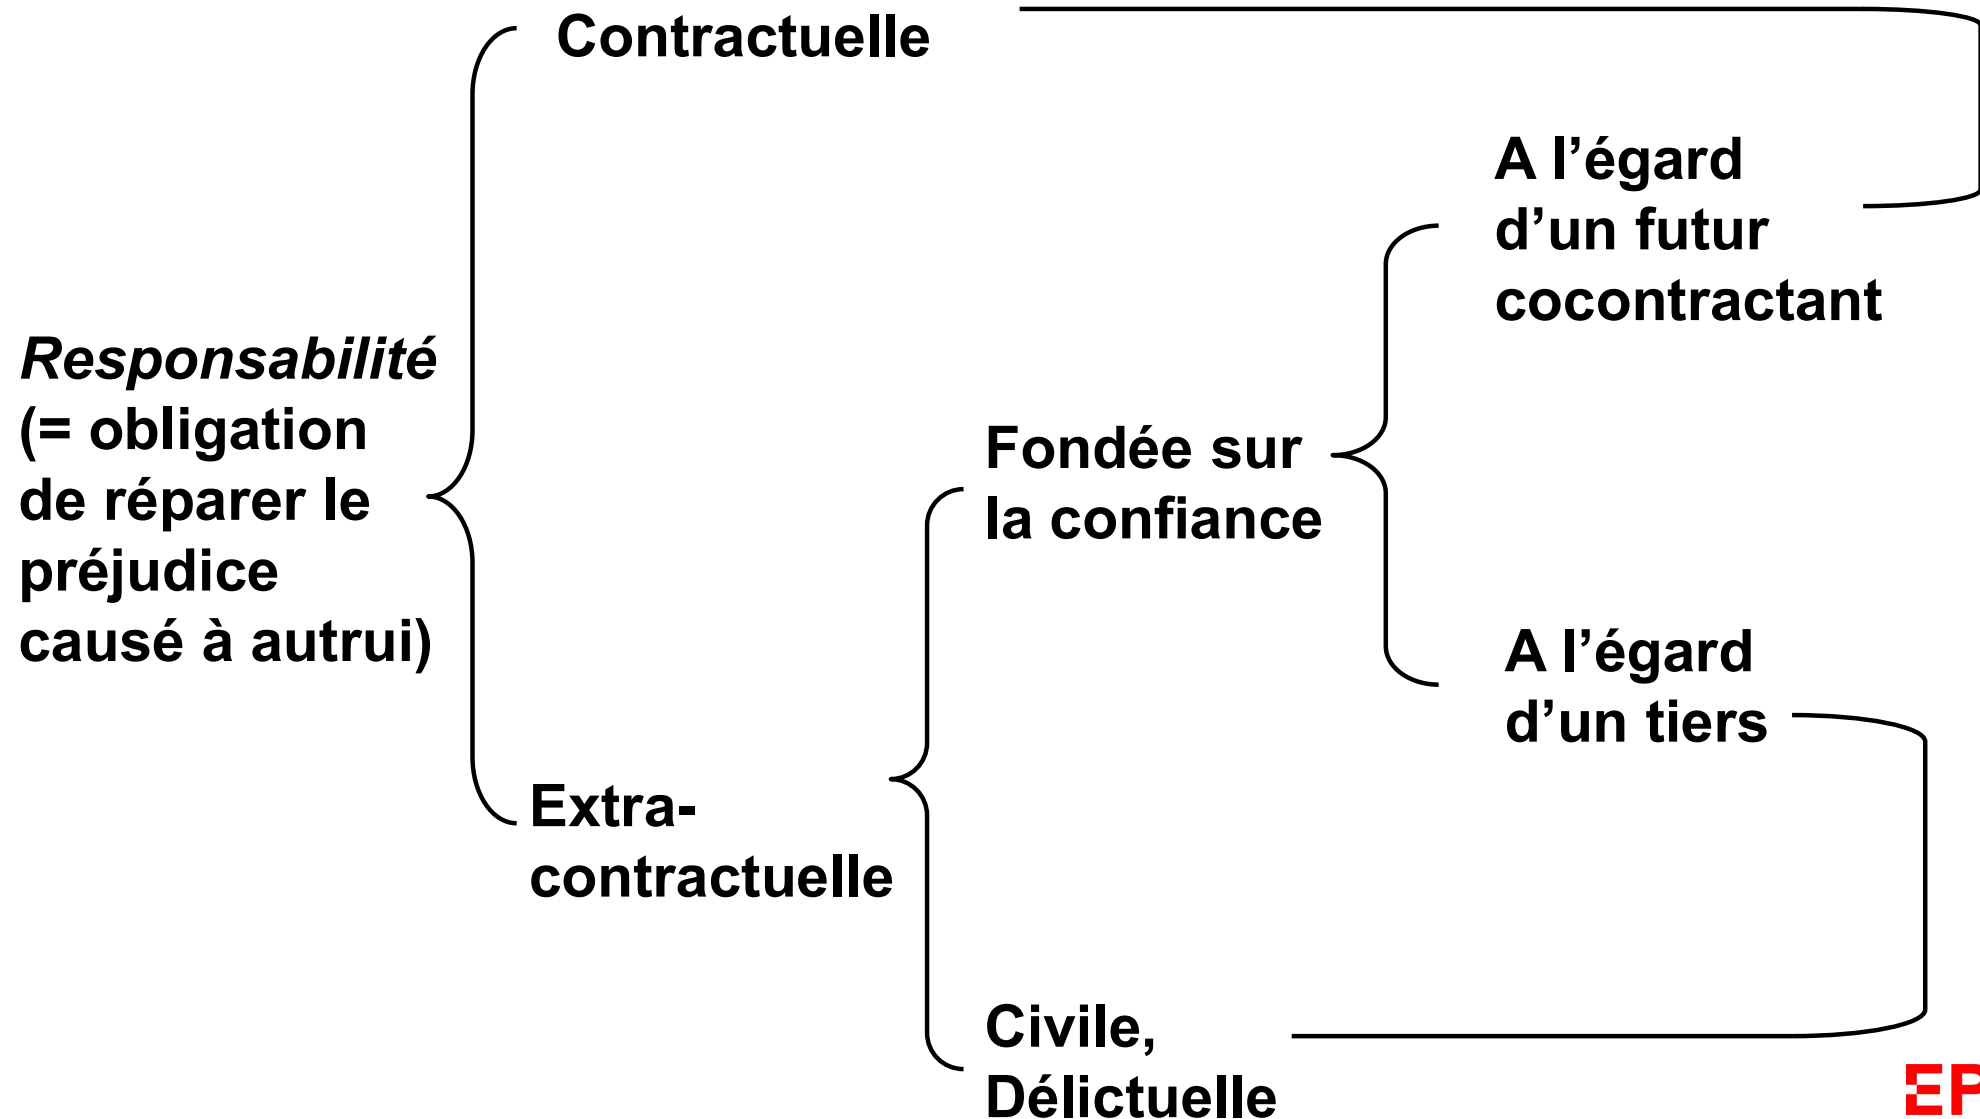 Contractuelle
A l’égard
d’un futur
cocontractant
Responsabilité
(= obligation
de réparer le
préjudice
causé à autrui)
Fondée sur
la confiance
A l’égard
d’un tiers
Extra-
contractuelle
Civile,
Délictuelle
EP